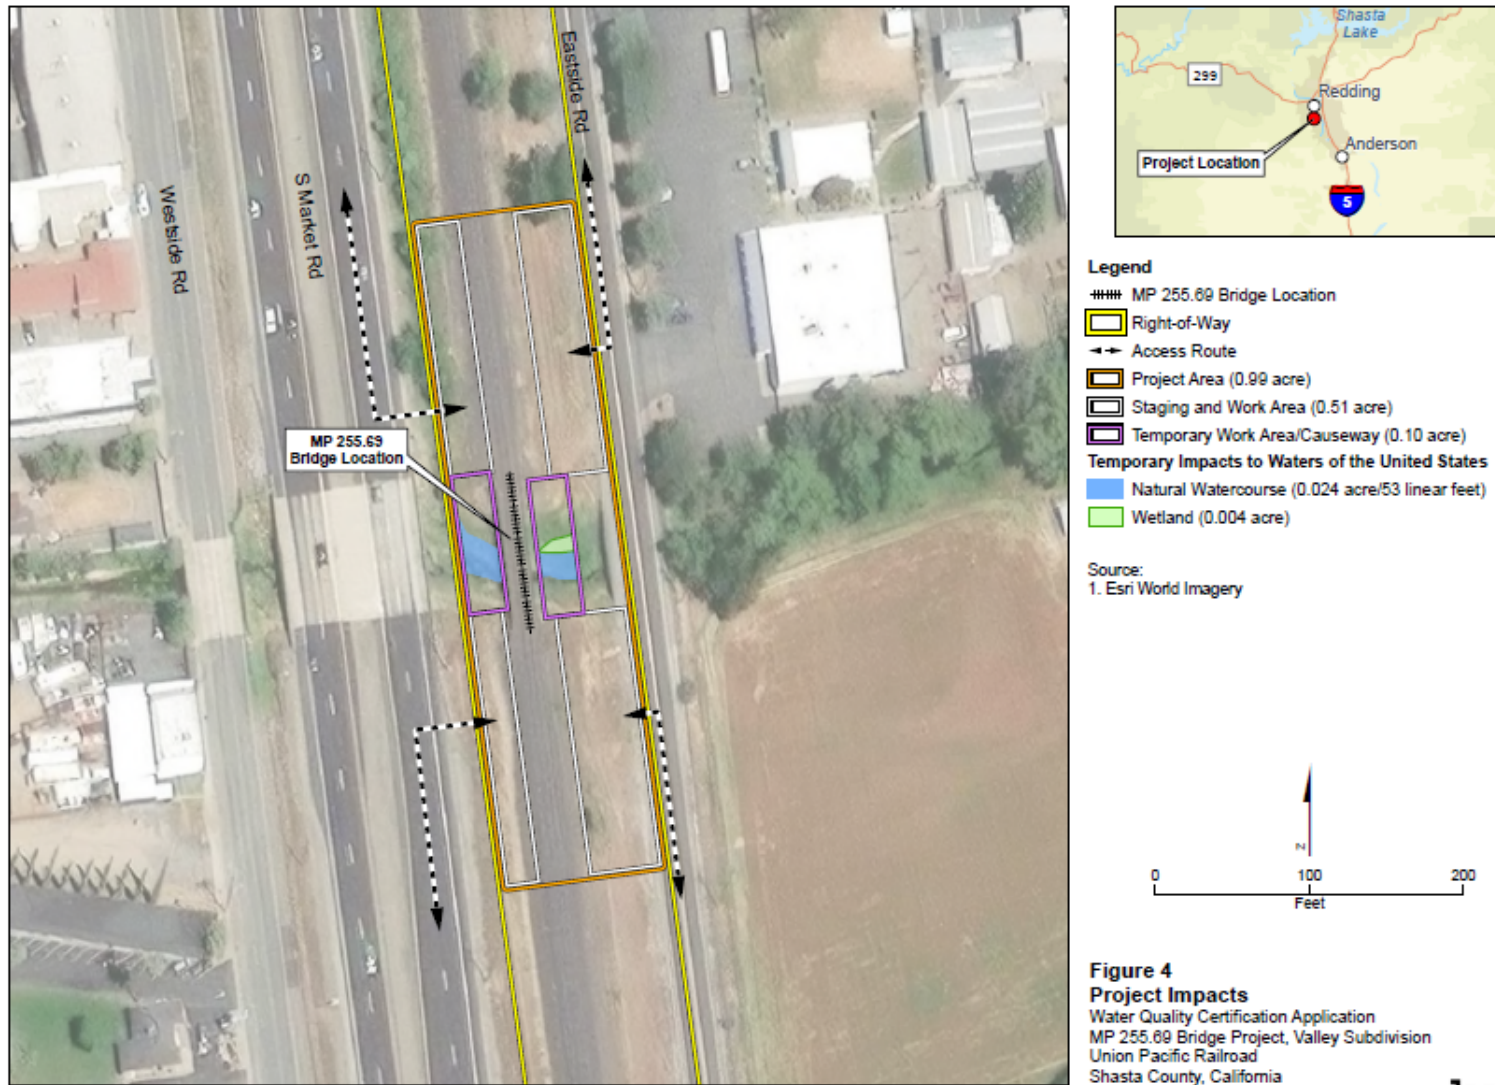 Eastside Rd
Westside Rd
S Market Rd
MP 255.69
Bridge Location
Shasta
Lake
299
Redding
Anderson
Project Location
5
Legend
MP 255.69 Bridge Location
Right-of-Way
Access Route
Project Area (0.99 acre)
Staging and Work Area (0.51 acre)
Temporary Work Area/Causeway (0.10 acre)
Temporary Impacts to Waters of the United States
Natural Watercourse (0.024 acre/53 linear feet)
Wetland (0.004 acre)
Source:
1. Esri World Imagery
N
0 100 200
Feet
Figure 4
Project Impacts
Water Quality Certification Application
MP 255.69 Bridge Project, Valley Subdivision
Union Pacific Railroad
Shasta County, California